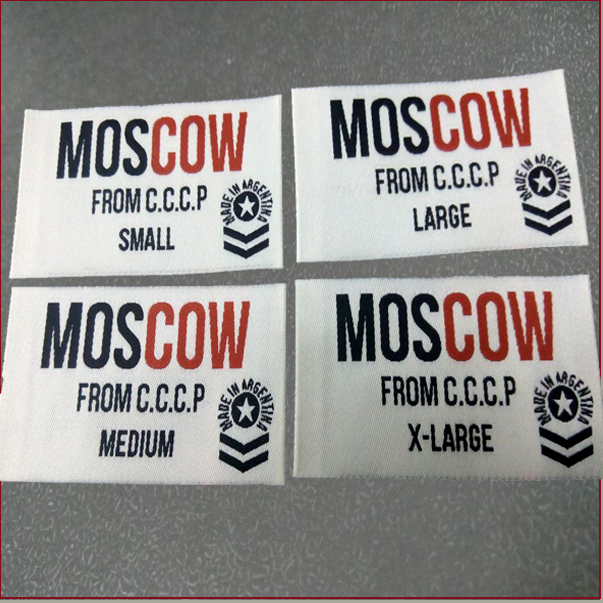 MOSCOW
FROM C.C.C.P
SMALL
MADE IN ARGENTINA
MOSCOW
FROM C.C.C.P
LARGE
MADE IN ARGENTINA
MOSCOW
FROM C.C.C.P
MEDIUM
MADE IN ARGENTINA
MOSCOW
FROM C.C.C.P
X-LARGE
MADE IN ARGENTINA